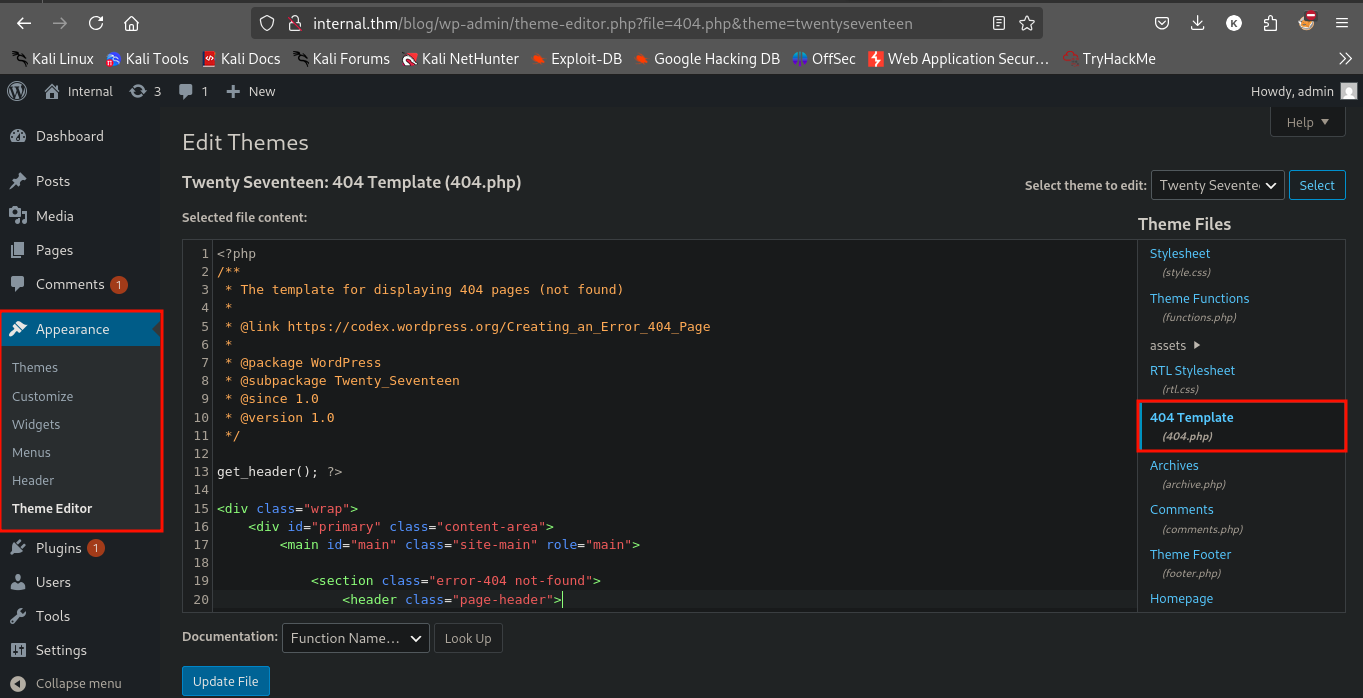 internal.thm/blog/wp-admin/theme-editor.php?file=404.php&theme=twentyseventeen
K
Kali Linux Kali Tools Kali Docs Kali Forums Kali NetHunter Exploit-DB Google Hacking DB OffSec Web Application Secur… TryHackMe
Internal 3 1 New Howdy, admin
Help
Dashboard
Posts
Media
Pages
Comments 1
Appearance
Themes
Customize
Widgets
Menus
Header
Theme Editor
Plugins 1
Users
Tools
Settings
Collapse menu
Edit Themes
Twenty Seventeen: 404 Template (404.php)
Select theme to edit: Twenty Sevente Select
Selected file content:
1 <?php
2 /**
3  * The template for displaying 404 pages (not found)
4  *
5  * @link https://codex.wordpress.org/Creating_an_Error_404_Page
6  *
7  * @package WordPress
8  * @subpackage Twenty_Seventeen
9  * @since 1.0
10  * @version 1.0
11  */
12
13 get_header(); ?>
14
15 <div class="wrap">
16     <div id="primary" class="content-area">
17         <main id="main" class="site-main" role="main">
18
19             <section class="error-404 not-found">
20                 <header class="page-header">
Theme Files
Stylesheet
(style.css)
Theme Functions
(functions.php)
assets
RTL Stylesheet
(rtl.css)
404 Template
(404.php)
Archives
(archive.php)
Comments
(comments.php)
Theme Footer
(footer.php)
Homepage
Documentation: Function Name… Look Up
Update File